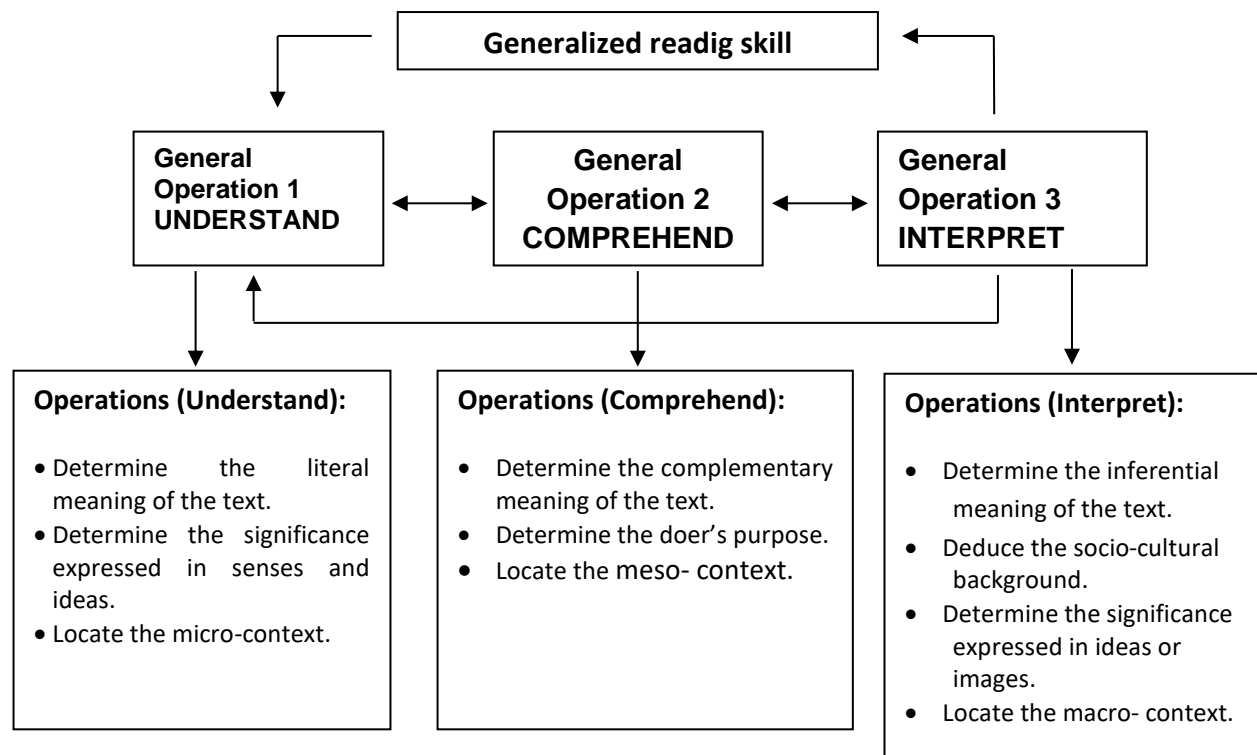 Generalized readig skill
General
Operation 1
UNDERSTAND
General
Operation 2
COMPREHEND
General
Operation 3
INTERPRET
Operations (Understand):
• Determine the literal
meaning of the text.
• Determine the significance
expressed in senses and
ideas.
• Locate the micro-context.
Operations (Comprehend):
• Determine the complementary
meaning of the text.
• Determine the doer’s purpose.
• Locate the meso- context.
Operations (Interpret):
• Determine the inferential
meaning of the text.
• Deduce the socio-cultural
background.
• Determine the significance
expressed in ideas or
images.
• Locate the macro- context.